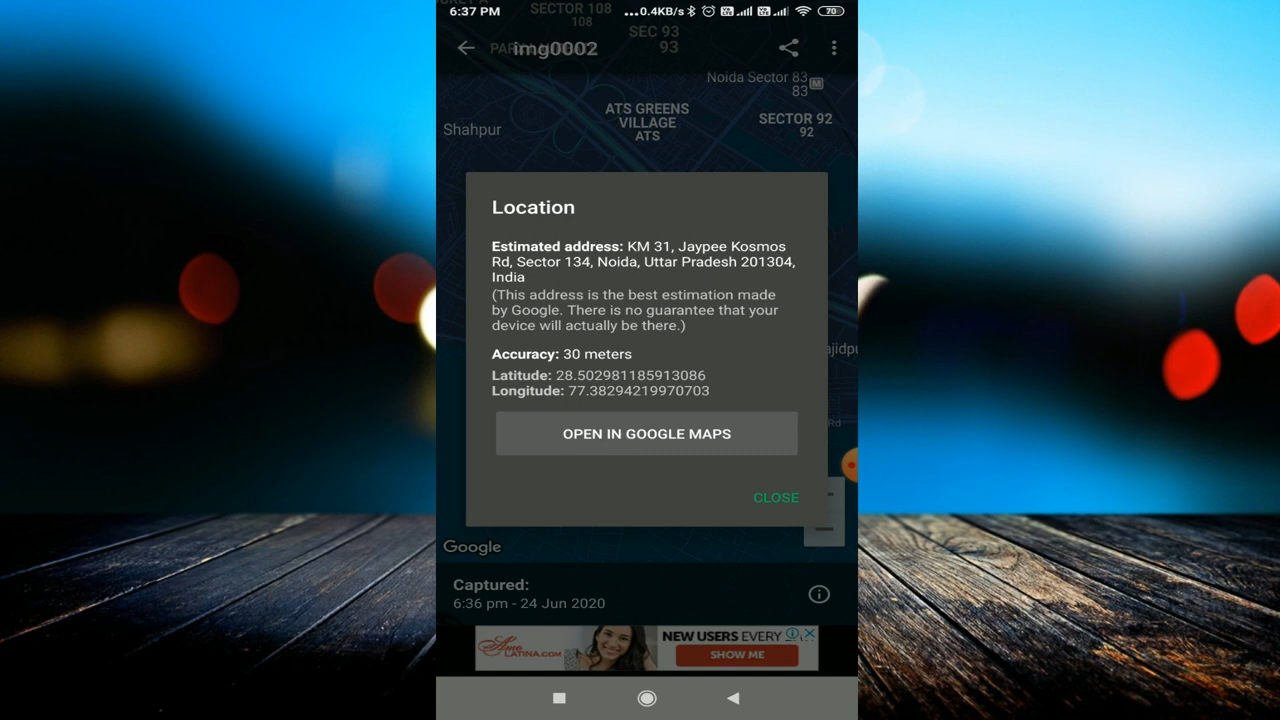 6:37 PM
...0.4KB/s
70
SECTOR 108
108
SEC 93
93
img0002
Noida Sector 83
83
M
ATS GREENS
VILLAGE
ATS
SECTOR 92
92
Shahpur
Location
Estimated address: KM 31, Jaypee Kosmos
Rd, Sector 134, Noida, Uttar Pradesh 201304,
India
(This address is the best estimation made
by Google. There is no guarantee that your
device will actually be there.)
Accuracy: 30 meters
Latitude: 28.502981185913086
Longitude: 77.38294219970703
Rd
OPEN IN GOOGLE MAPS
CLOSE
Google
Captured:
6:36 pm - 24 Jun 2020
Amo
LATINA.COM
NEW USERS EVERY
SHOW ME